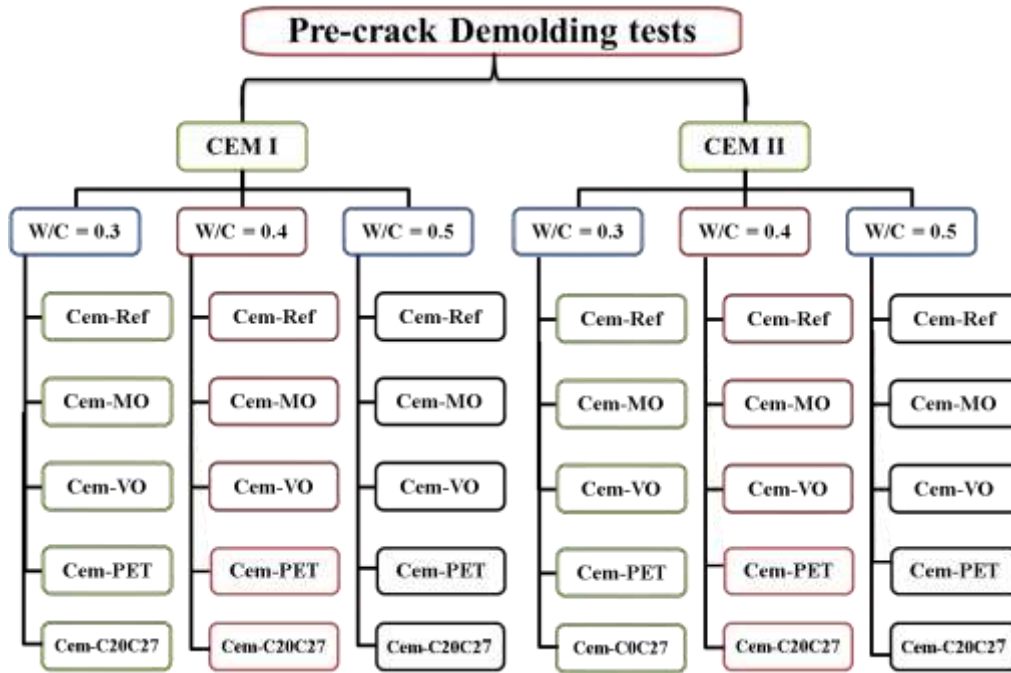 Pre-crack Demolding tests
CEM I
CEM II
W/C = 0.3
W/C = 0.4
W/C = 0.5
W/C = 0.3
W/C = 0.4
W/C = 0.5
Cem-Ref
Cem-Ref
Cem-Ref
Cem-Ref
Cem-Ref
Cem-Ref
Cem-MO
Cem-MO
Cem-MO
Cem-MO
Cem-MO
Cem-MO
Cem-VO
Cem-VO
Cem-VO
Cem-VO
Cem-VO
Cem-VO
Cem-PET
Cem-PET
Cem-PET
Cem-PET
Cem-PET
Cem-PET
Cem-C20C27
Cem-C20C27
Cem-C20C27
Cem-C0C27
Cem-C20C27
Cem-C20C27